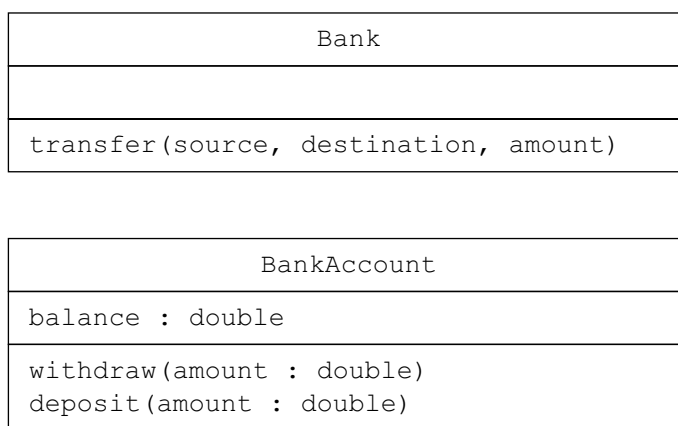 Bank
transfer(source, destination, amount)
BankAccount
balance : double
withdraw(amount : double)
deposit(amount : double)